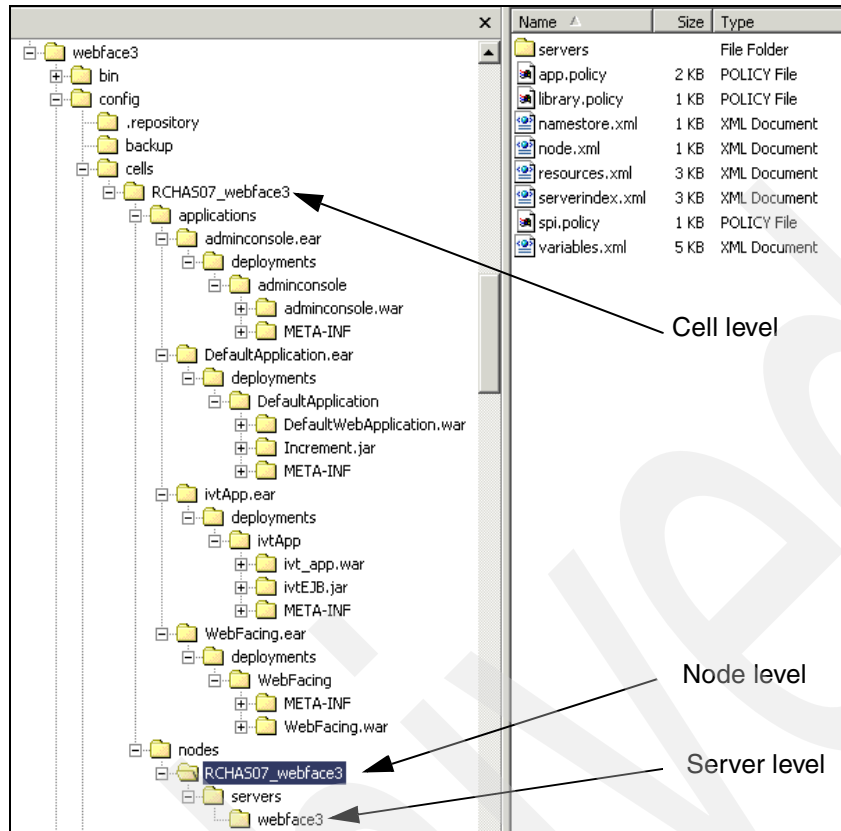 webface3
bin
config
.repository
backup
cells
RCHAS07_webface3
applications
adminconsole.ear
deployments
adminconsole
adminconsole.war
META-INF
DefaultApplication.ear
deployments
DefaultApplication
DefaultWebApplication.war
Increment.jar
META-INF
ivtApp.ear
deployments
ivtApp
ivt_app.war
ivtEJB.jar
META-INF
WebFacing.ear
deployments
WebFacing
META-INF
WebFacing.war
nodes
RCHAS07_webface3
servers
webface3
Name Size Type
servers File Folder
app.policy 2 KB POLICY File
library.policy 1 KB POLICY File
namestore.xml 1 KB XML Document
node.xml 1 KB XML Document
resources.xml 3 KB XML Document
serverindex.xml 3 KB XML Document
spi.policy 1 KB POLICY File
variables.xml 5 KB XML Document
Cell level
Node level
Server level